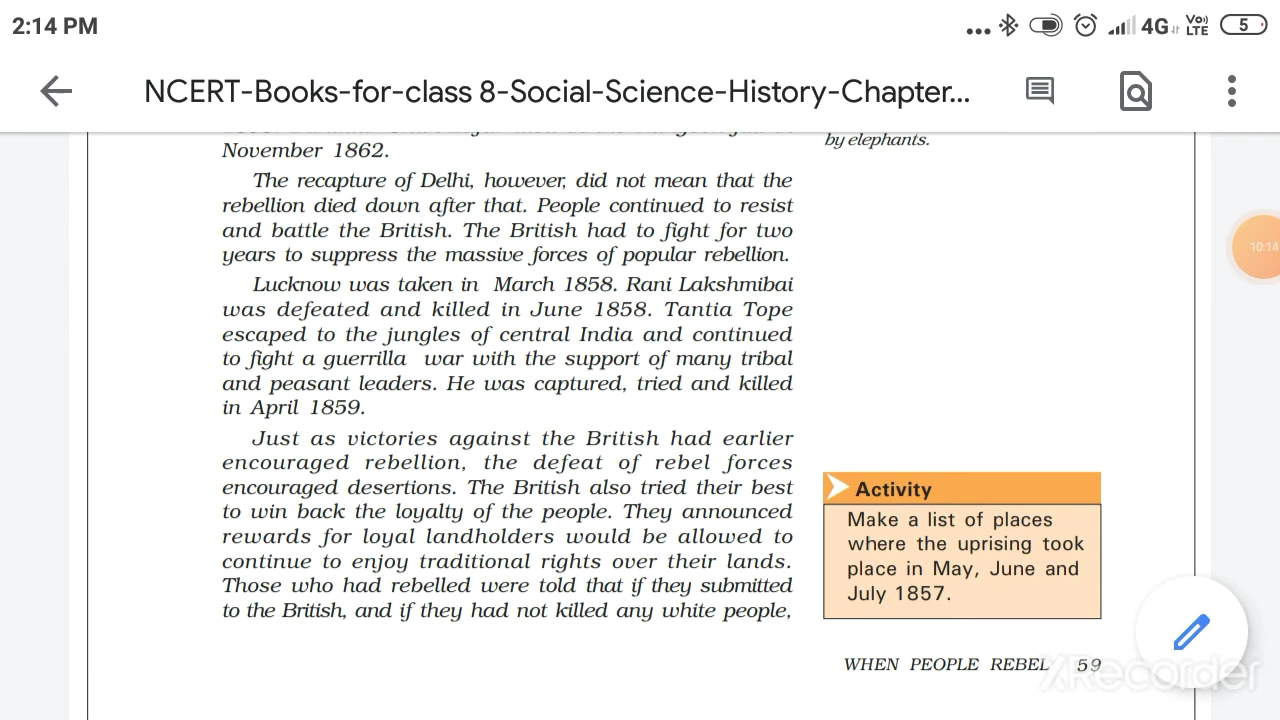 2:14 PM
4G
Vo))
LTE
5
NCERT-Books-for-class 8-Social-Science-History-Chapter...
November 1862.
by elephants.
The recapture of Delhi, however, did not mean that the
rebellion died down after that. People continued to resist
and battle the British. The British had to fight for two
years to suppress the massive forces of popular rebellion.
Lucknow was taken in March 1858. Rani Lakshmibai
was defeated and killed in June 1858. Tantia Tope
escaped to the jungles of central India and continued
to fight a guerrilla war with the support of many tribal
and peasant leaders. He was captured, tried and killed
in April 1859.
Just as victories against the British had earlier
encouraged rebellion, the defeat of rebel forces
encouraged desertions. The British also tried their best
to win back the loyalty of the people. They announced
rewards for loyal landholders would be allowed to
continue to enjoy traditional rights over their lands.
Those who had rebelled were told that if they submitted
to the British, and if they had not killed any white people,
10:14
Activity
Make a list of places
where the uprising took
place in May, June and
July 1857.
WHEN PEOPLE REBEL 59
XRecorder